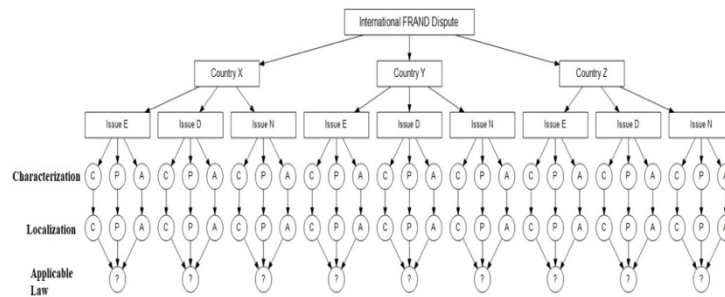 International FRAND Dispute
Country X Country Y Country Z
Issue E Issue D Issue N Issue E Issue D Issue N Issue E Issue D Issue N
Characterization C P A C P A C P A C P A C P A C P A C P A C P A C P A
Localization C P A C P A C P A C P A C P A C P A C P A C P A C P A
Applicable ? ? ? ? ? ? ? ? ?
Law